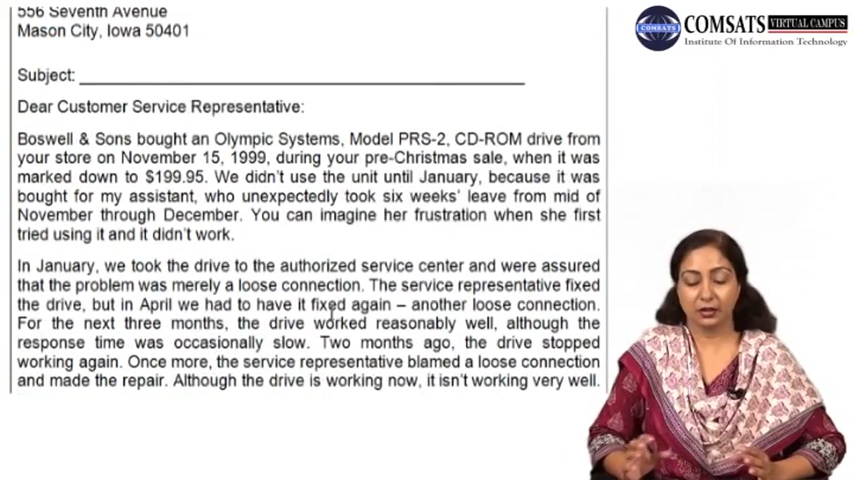 556 Seventh Avenue
Mason City, Iowa 50401
Subject:
Dear Customer Service Representative:
Boswell & Sons bought an Olympic Systems, Model PRS-2, CD-ROM drive from
your store on November 15, 1999, during your pre-Christmas sale, when it was
marked down to $199.95. We didn't use the unit until January, because it was
bought for my assistant, who unexpectedly took six weeks' leave from mid of
November through December. You can imagine her frustration when she first
tried using it and it didn't work.
In January, we took the drive to the authorized service center and were assured
that the problem was merely a loose connection. The service representative fixed
the drive, but in April we had to have it fixed again – another loose connection.
For the next three months, the drive worked reasonably well, although the
response time was occasionally slow. Two months ago, the drive stopped
working again. Once more, the service representative blamed a loose connection
and made the repair. Although the drive is working now, it isn't working very well.
COMSATS VIRTUAL CAMPUS
Institute Of Information Technology
COMSATS